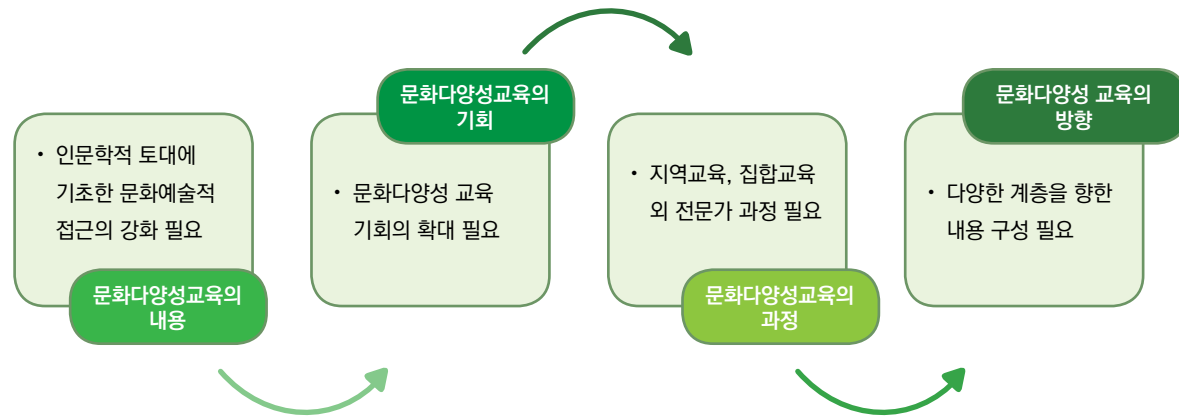 • 인문학적 토대에
기초한 문화예술적
접근의 강화 필요
문화다양성교육의
내용
문화다양성교육의
기회
• 문화다양성 교육
기회의 확대 필요
• 지역교육, 집합교육
외 전문가 과정 필요
문화다양성교육의
과정
문화다양성 교육의
방향
• 다양한 계층을 향한
내용 구성 필요